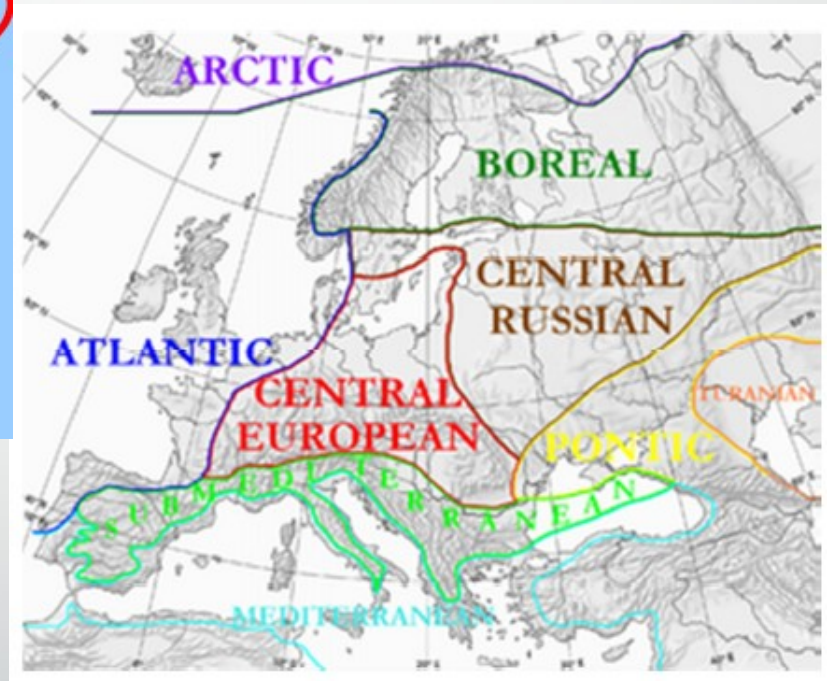 ARCTIC
BOREAL
CENTRAL
RUSSIAN
ATLANTIC
CENTRAL
EUROPEAN
TURANIAN
PONTIC
SUBMEDITERRANEAN
MEDITERRANEAN